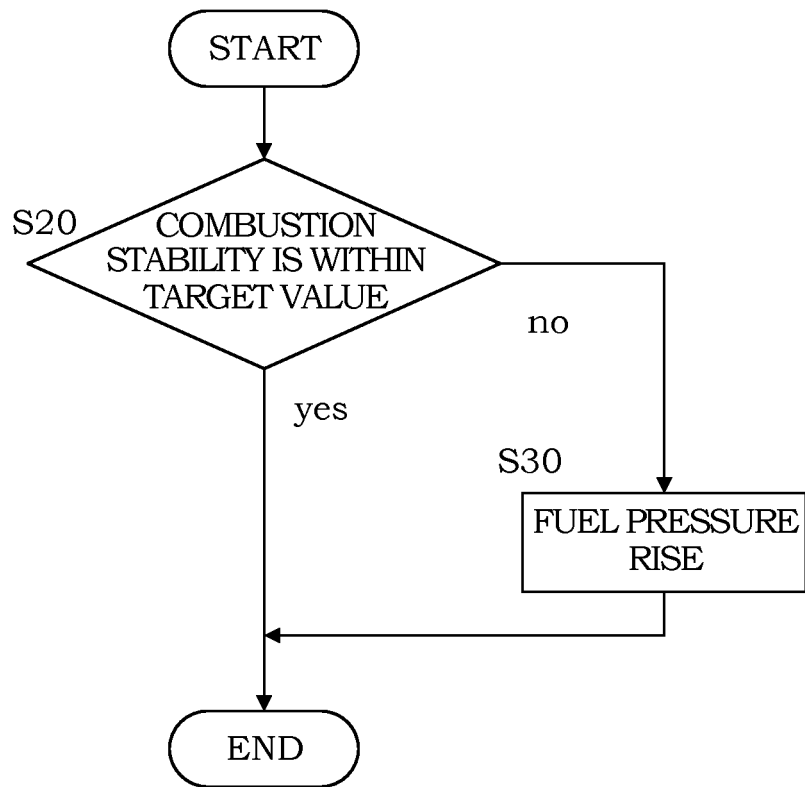 START
S20
COMBUSTION
STABILITY IS WITHIN
TARGET VALUE
no
yes
S30
FUEL PRESSURE
RISE
END